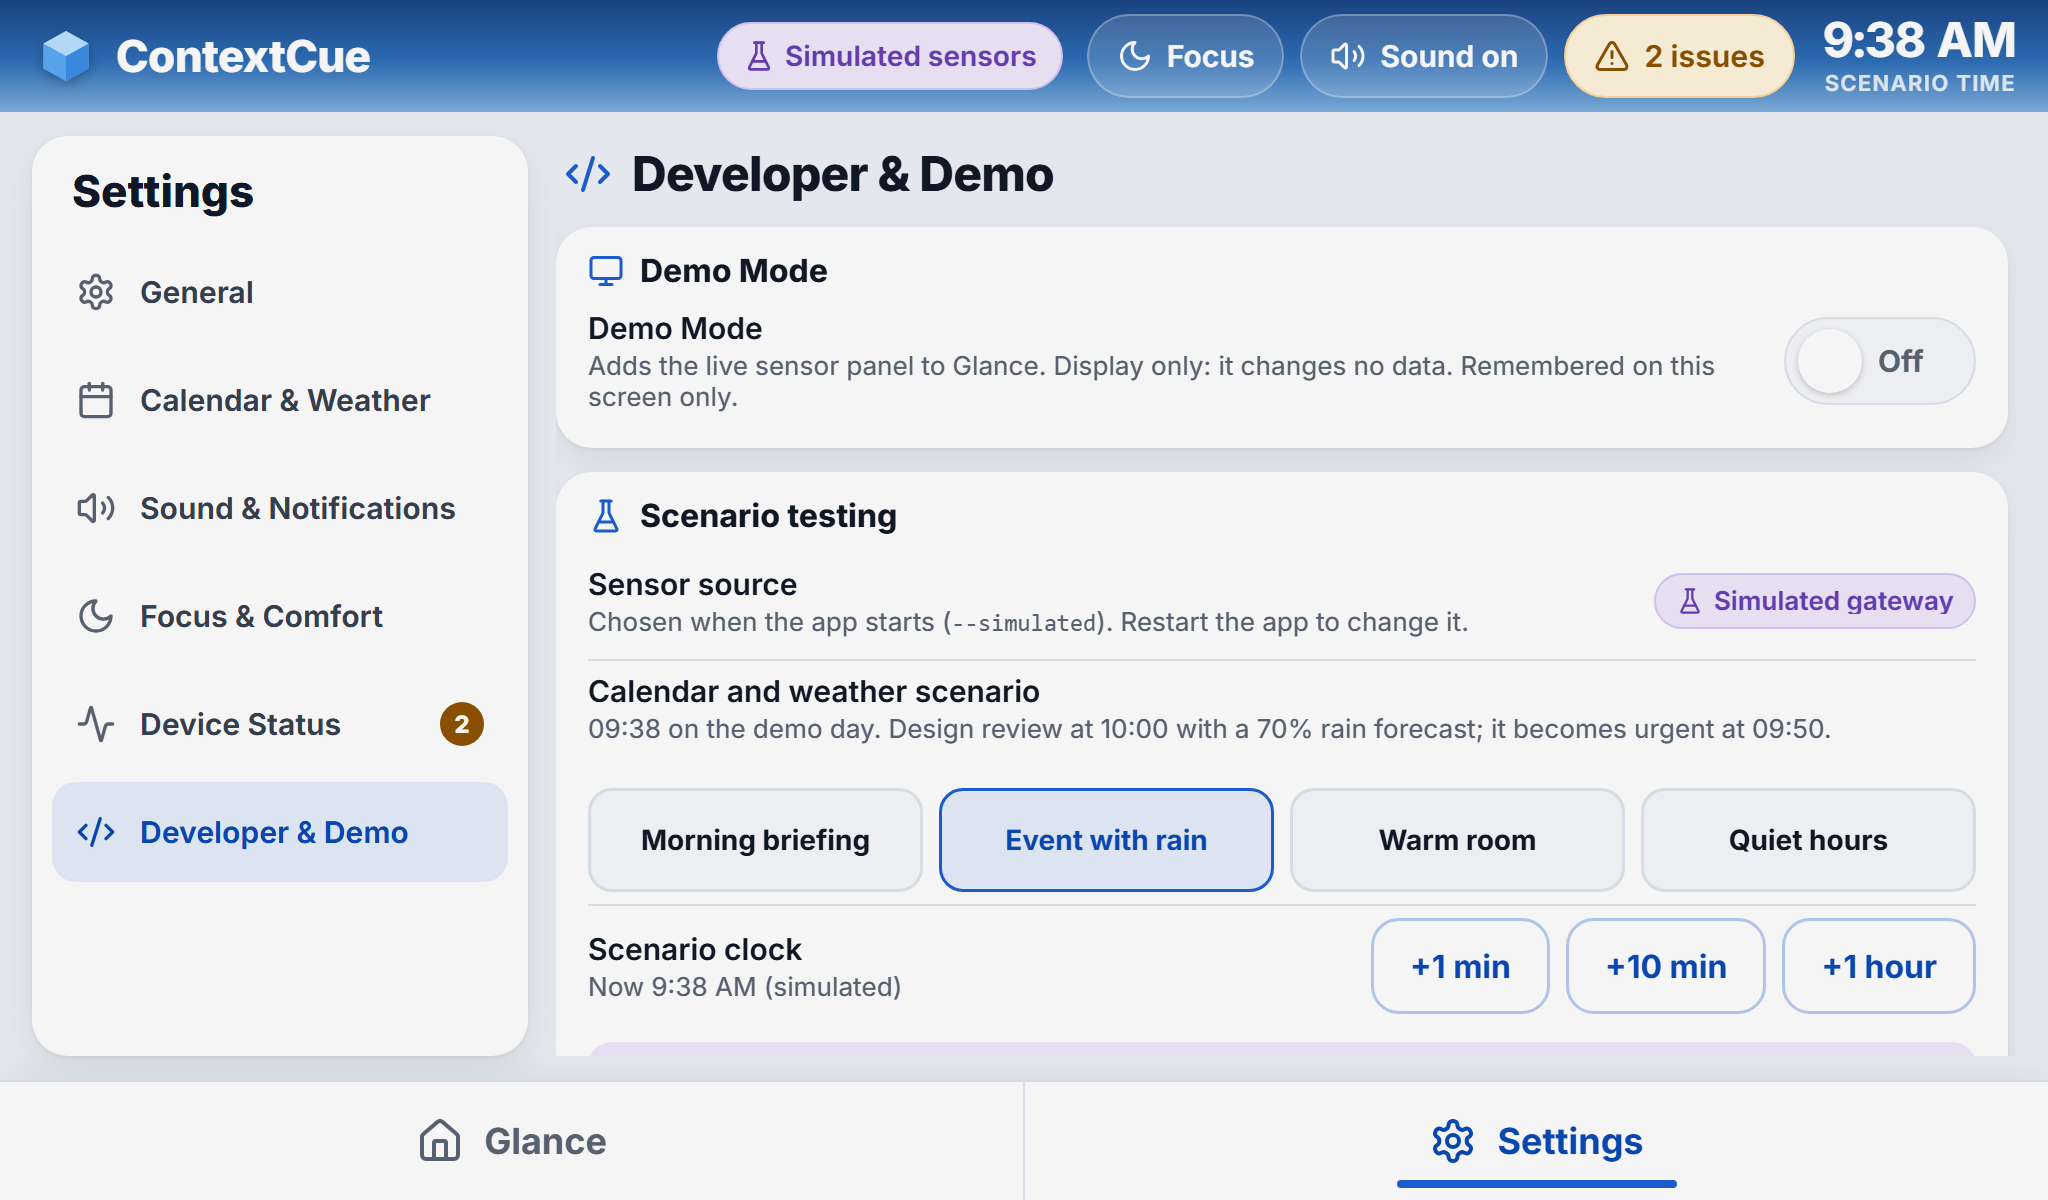 ContextCue
Simulated sensors
Focus
Sound on
2 issues
9:38 AM
SCENARIO TIME
Settings
General
Calendar & Weather
Sound & Notifications
Focus & Comfort
Device Status
2
Developer & Demo
Developer & Demo
Demo Mode
Demo Mode
Adds the live sensor panel to Glance. Display only: it changes no data. Remembered on this
screen only.
Off
Scenario testing
Sensor source
Chosen when the app starts (--simulated). Restart the app to change it.
Simulated gateway
Calendar and weather scenario
09:38 on the demo day. Design review at 10:00 with a 70% rain forecast; it becomes urgent at 09:50.
Morning briefing
Event with rain
Warm room
Quiet hours
Scenario clock
Now 9:38 AM (simulated)
+1 min
+10 min
+1 hour
Glance
Settings